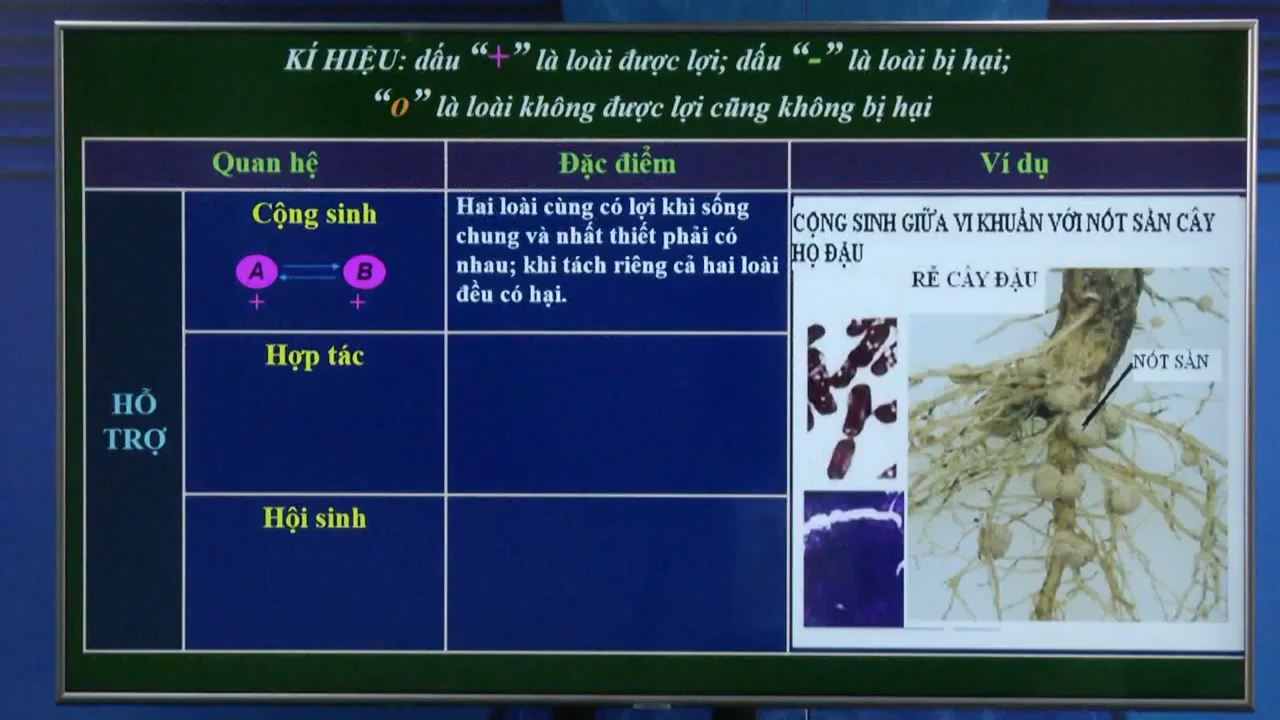 KÍ HIỆU: dấu “+” là loài được lợi; dấu “-” là loài bị hại;
“o” là loài không được lợi cũng không bị hại
Quan hệ
Đặc điểm
Ví dụ
HỖ
TRỢ
Cộng sinh
A B
+ +
Hai loài cùng có lợi khi sống
chung và nhất thiết phải có
nhau; khi tách riêng cả hai loài
đều có hại.
CỘNG SINH GIỮA VI KHUẨN VỚI NỐT SẦN CÂY
HỌ ĐẬU
RỄ CÂY ĐẬU
NỐT SẦN
Hợp tác
Hội sinh